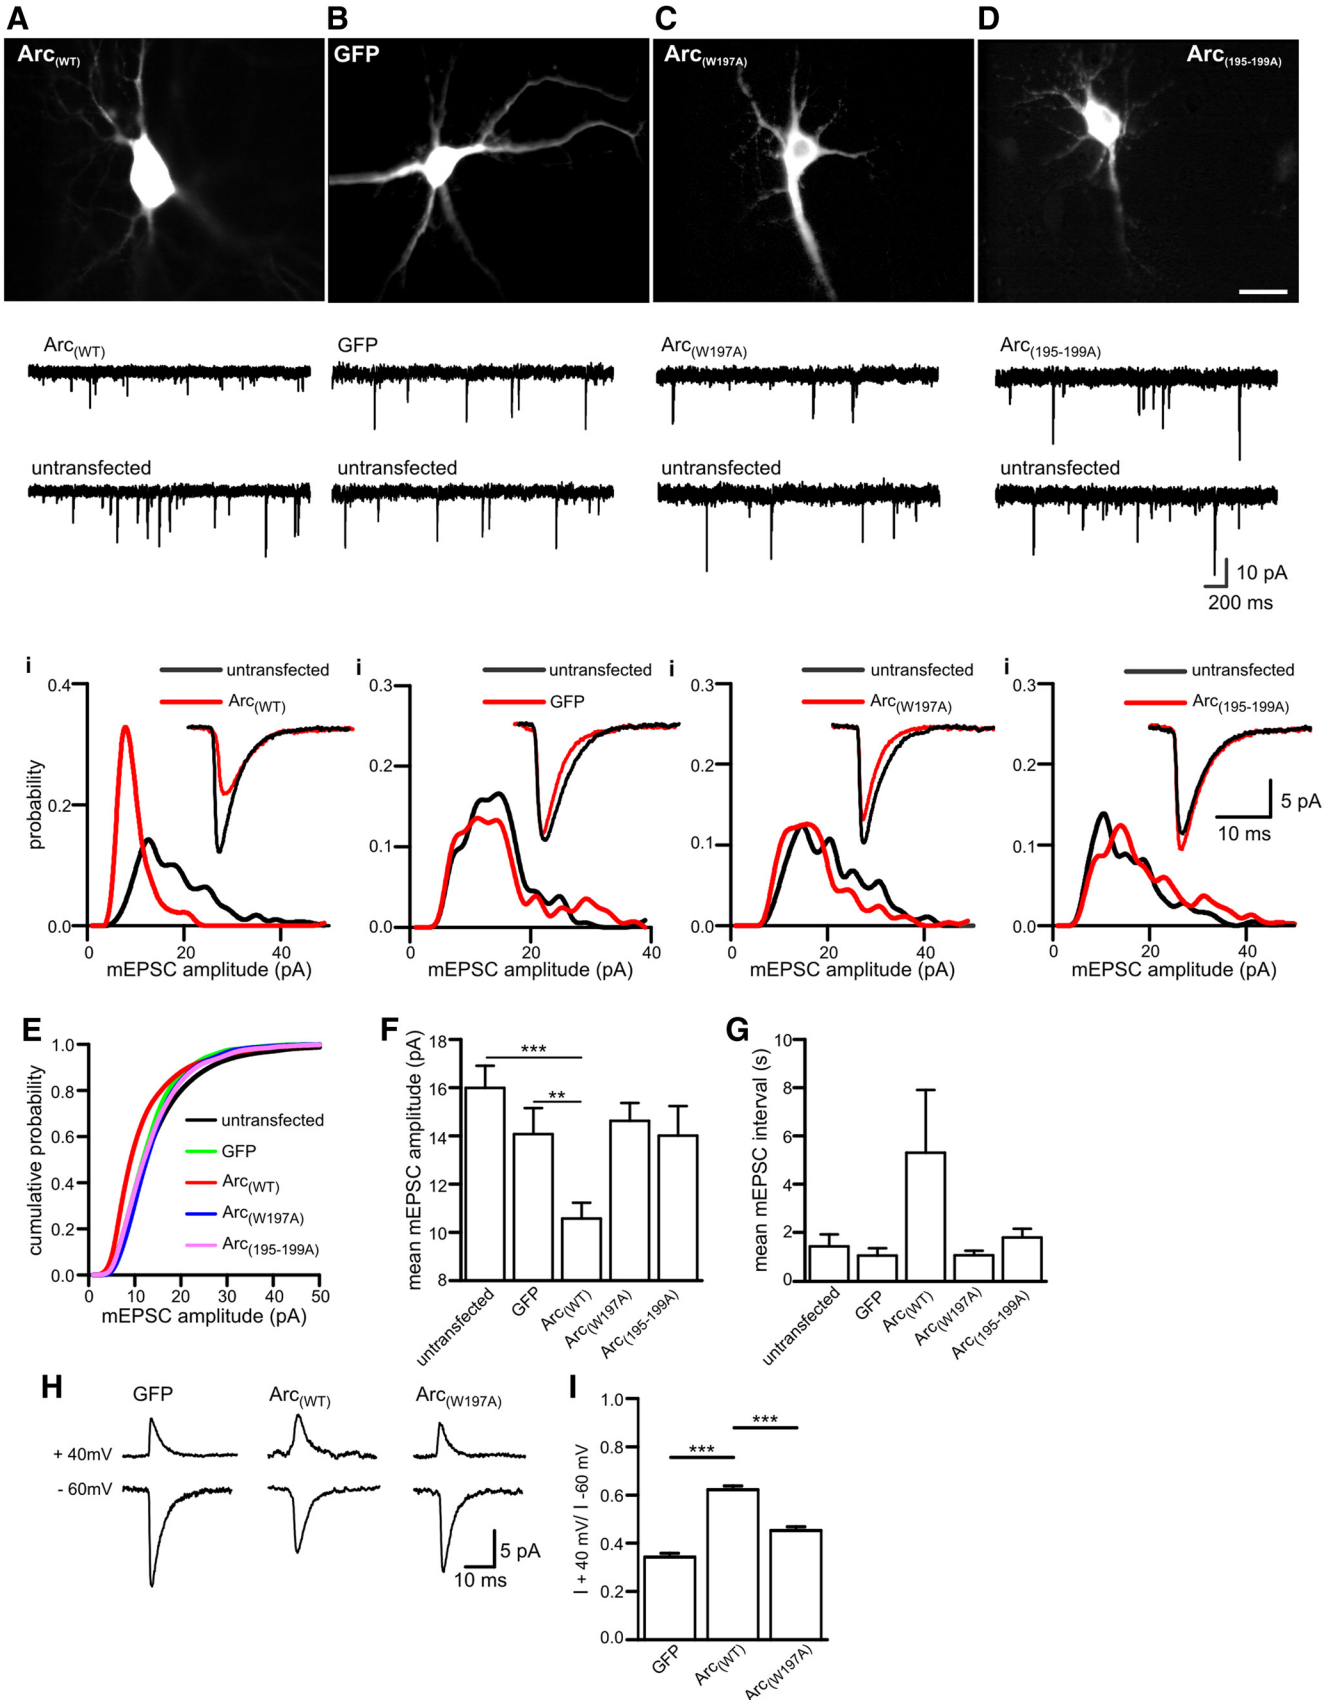 A B C D
Arc(WT) GFP Arc(W197A) Arc(195-199A)
Arc(WT) GFP Arc(W197A) Arc(195-199A)
untransfected untransfected untransfected untransfected
10 pA
200 ms
i untransfected
Arc(WT)
0.4
0.2
0.0
probability
0 20 40
mEPSC amplitude (pA)
i untransfected
GFP
0.3
0.2
0.1
0.0
0 20 40
mEPSC amplitude (pA)
i untransfected
Arc(W197A)
0.3
0.2
0.1
0.0
0 20 40
mEPSC amplitude (pA)
i untransfected
Arc(195-199A)
0.3
0.2
0.1
0.0
5 pA
10 ms
0 20 40
mEPSC amplitude (pA)
E
cumulative probability
1.0
0.8
0.6
0.4
0.2
0.0
untransfected
GFP
Arc(WT)
Arc(W197A)
Arc(195-199A)
0 10 20 30 40 50
mEPSC amplitude (pA)
F
mean mEPSC amplitude (pA)
18
16
14
12
10
8
***
**
untransfected GFP Arc(WT) Arc(W197A) Arc(195-199A)
G
mean mEPSC interval (s)
10
8
6
4
2
0
untransfected GFP Arc(WT) Arc(W197A) Arc(195-199A)
H
GFP Arc(WT) Arc(W197A)
+ 40mV
- 60mV
5 pA
10 ms
I
I + 40 mV/ I -60 mV
1.0
0.8
0.6
0.4
0.2
0.0
***
***
GFP Arc(WT) Arc(W197A)